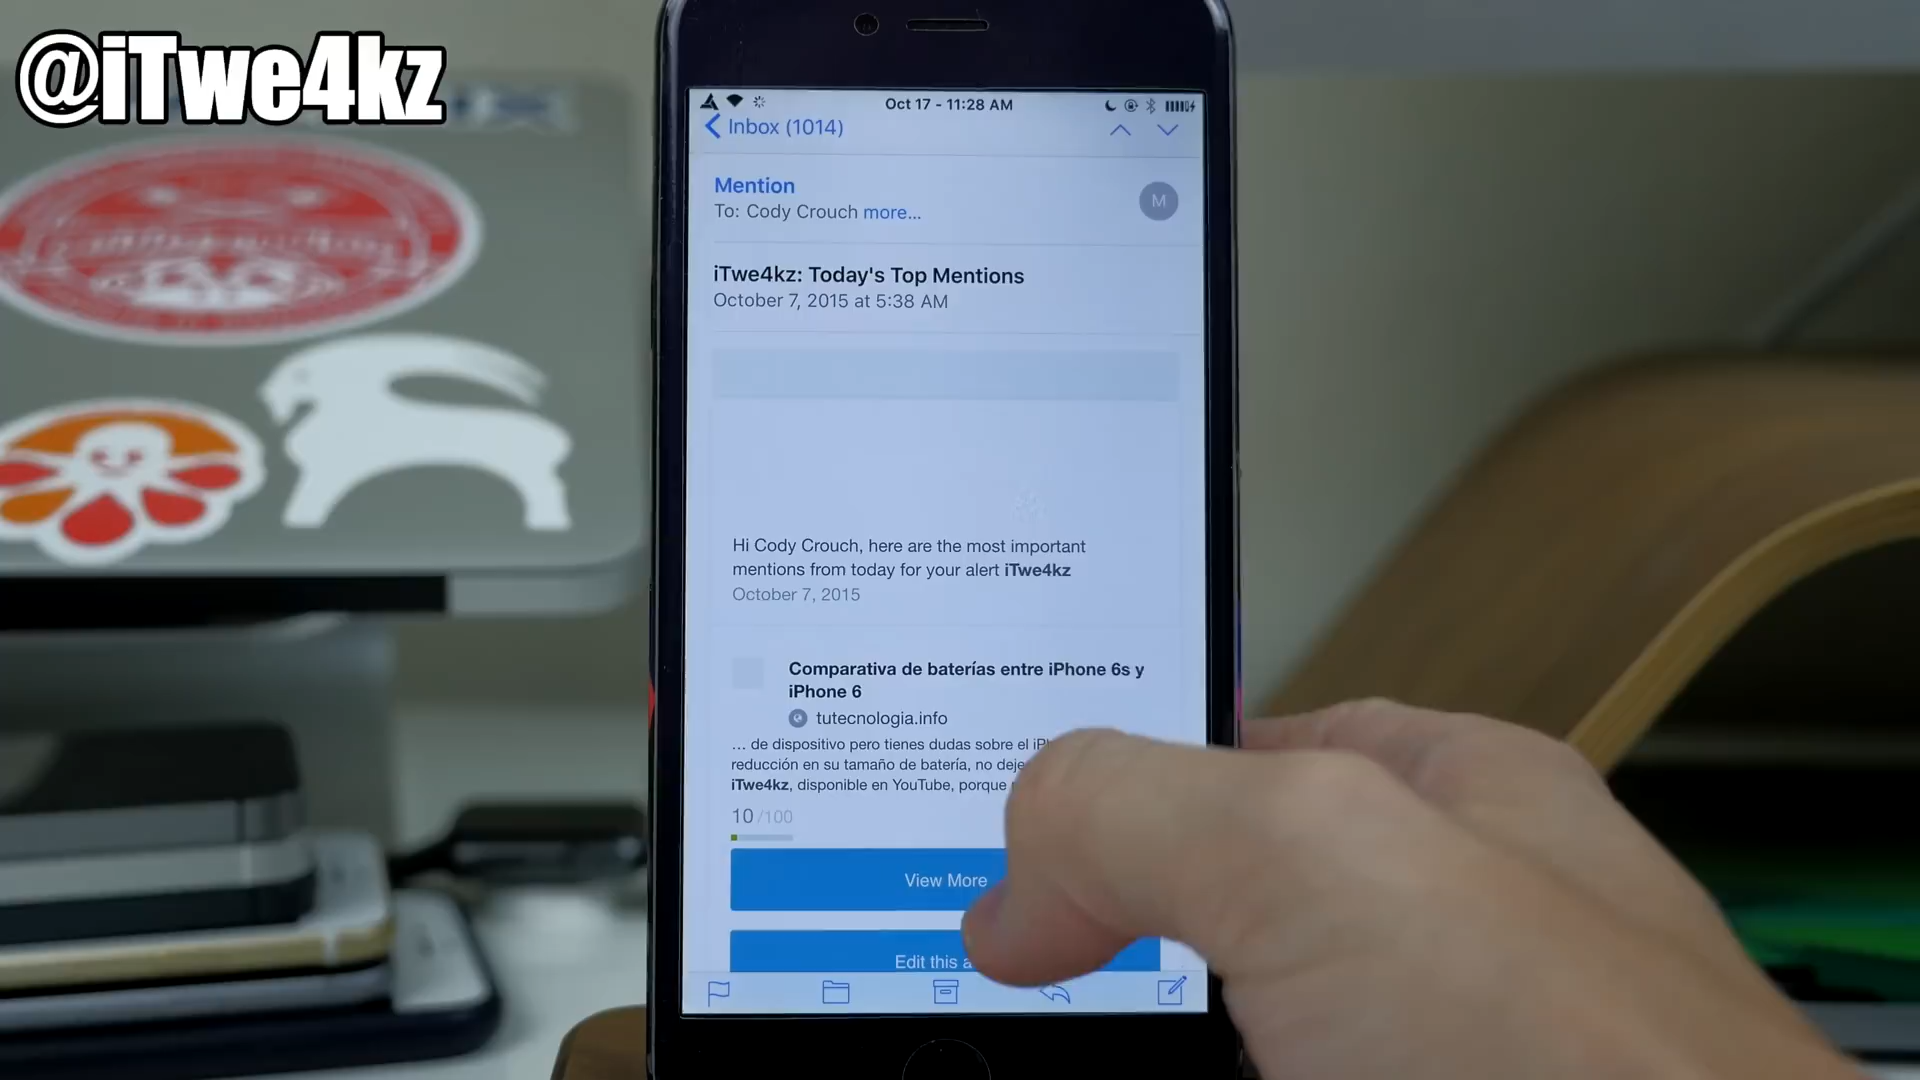 @iTwe4kz
Oct 17 - 11:28 AM
Inbox (1014)
Mention
To: Cody Crouch more...
M
iTwe4kz: Today's Top Mentions
October 7, 2015 at 5:38 AM
Hi Cody Crouch, here are the most important
mentions from today for your alert iTwe4kz
October 7, 2015
Comparativa de baterías entre iPhone 6s y
iPhone 6
tutecnologia.info
... de dispositivo pero tienes dudas sobre el
reducción en su tamaño de batería, no
iTwe4kz, disponible en YouTube, porque
10/100
View More
Edit this